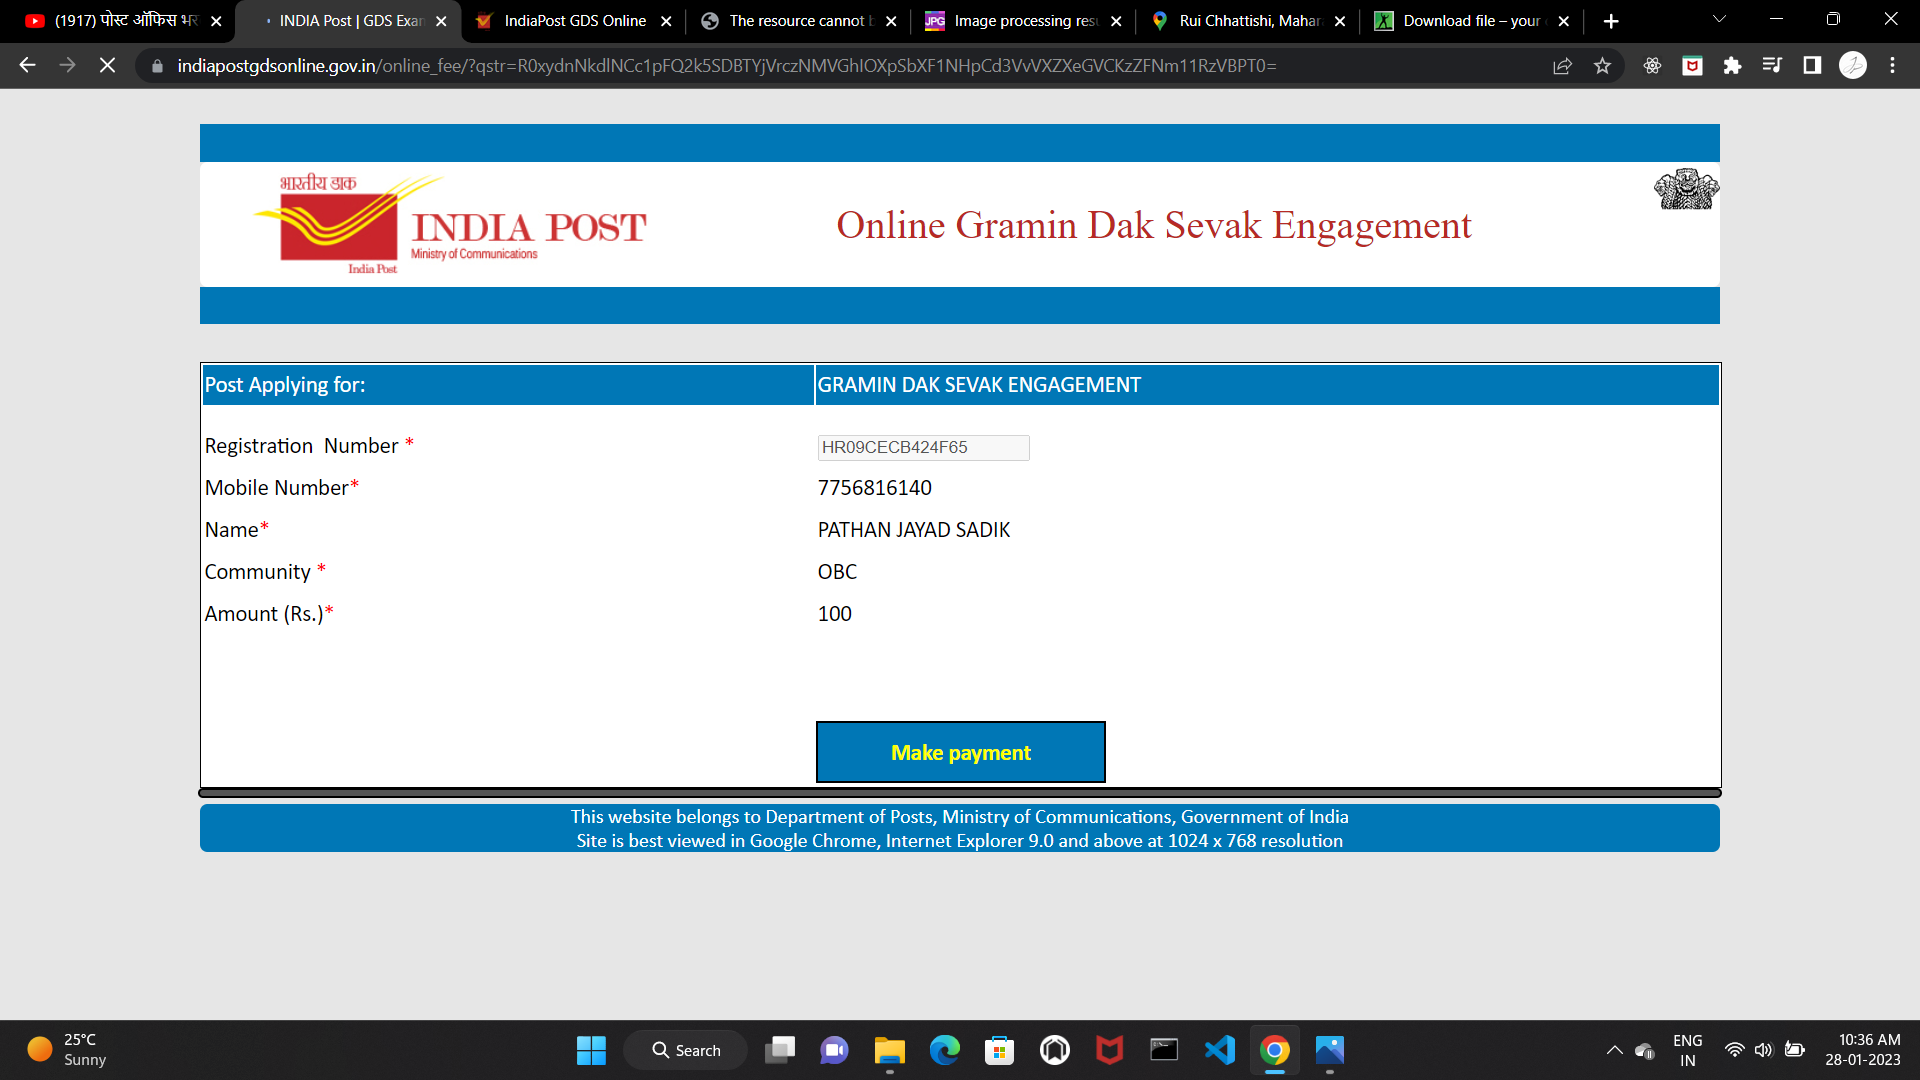 (1917) पोस्ट ऑफिस भर
INDIA Post | GDS Exan
IndiaPost GDS Online
The resource cannot b
JPG
Image processing resu
Rui Chhattishi, Mahar
Download file – your
indiapostgdsonline.gov.in/online_fee/?qstr=R0xydnNkdlNCc1pFQ2k5SDBTYjVrczNMVGhIOXpSbXF1NHpCd3VvVXZXeGVCKzZFNm11RzVBPT0=
भारतीय डाक
INDIA POST
Ministry of Communications
India Post
Online Gramin Dak Sevak Engagement
Post Applying for: GRAMIN DAK SEVAK ENGAGEMENT
Registration Number * HR09CECB424F65
Mobile Number* 7756816140
Name* PATHAN JAYAD SADIK
Community * OBC
Amount (Rs.)* 100
Make payment
This website belongs to Department of Posts, Ministry of Communications, Government of India
Site is best viewed in Google Chrome, Internet Explorer 9.0 and above at 1024 x 768 resolution
25°C
Sunny
Search
ENG
IN
10:36 AM
28-01-2023